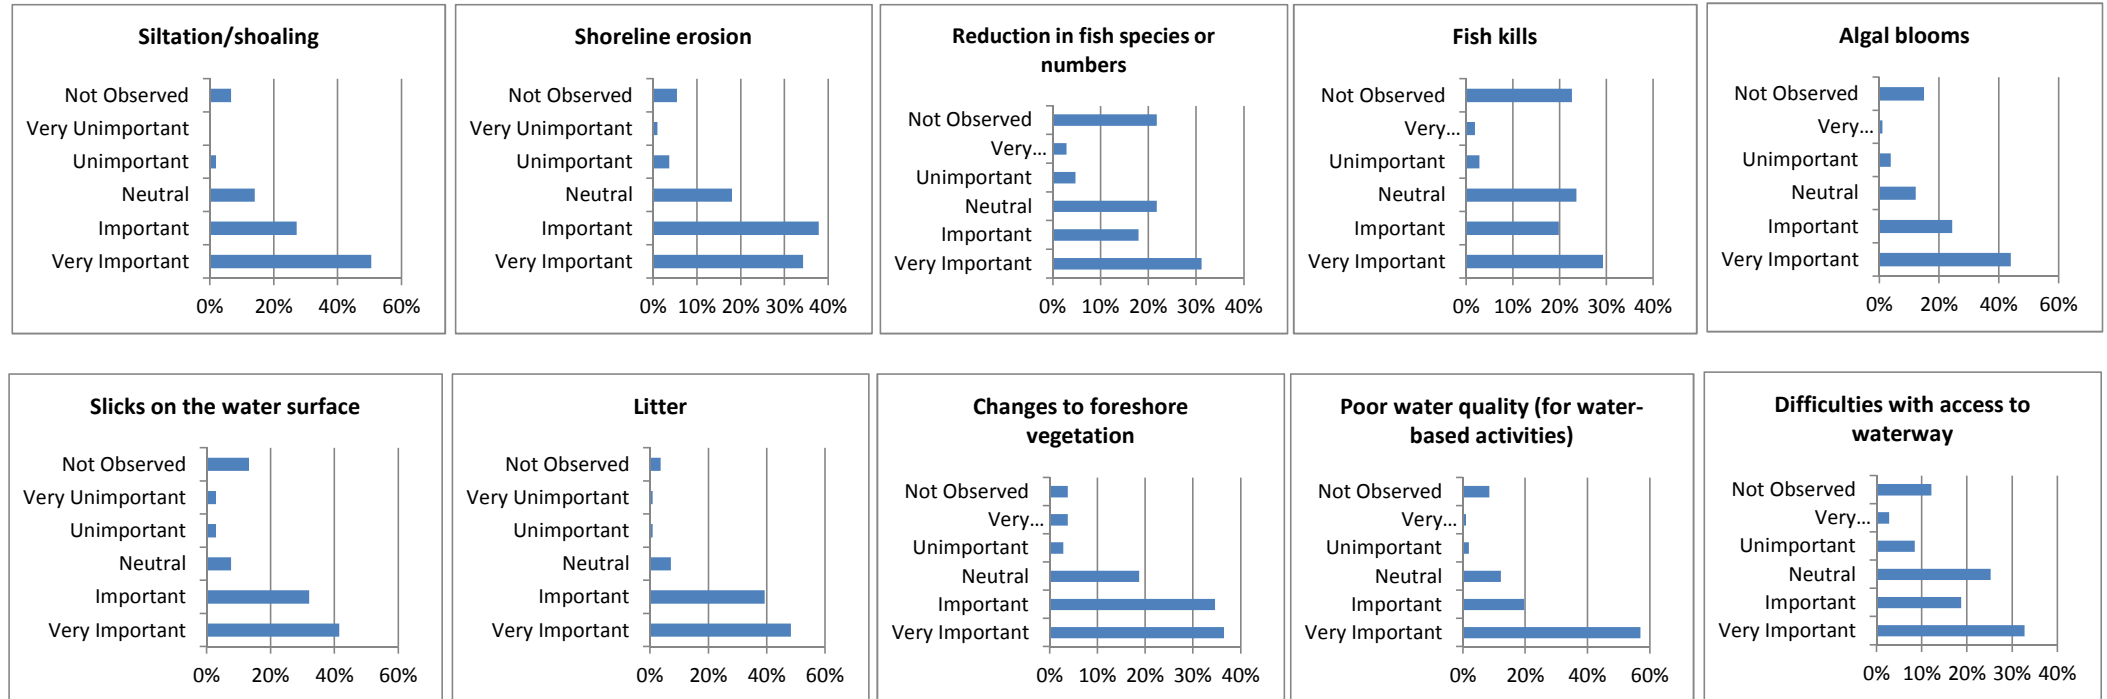 Siltation/shoaling
Not Observed
Very Unimportant
Unimportant
Neutral
Important
Very Important
0% 20% 40% 60%
Shoreline erosion
Not Observed
Very Unimportant
Unimportant
Neutral
Important
Very Important
0% 10% 20% 30% 40%
Reduction in fish species or
numbers
Not Observed
Very...
Unimportant
Neutral
Important
Very Important
0% 10% 20% 30% 40%
Fish kills
Not Observed
Very...
Unimportant
Neutral
Important
Very Important
0% 10% 20% 30% 40%
Algal blooms
Not Observed
Very...
Unimportant
Neutral
Important
Very Important
0% 20% 40% 60%
Slicks on the water surface
Not Observed
Very Unimportant
Unimportant
Neutral
Important
Very Important
0% 20% 40% 60%
Litter
Not Observed
Very Unimportant
Unimportant
Neutral
Important
Very Important
0% 20% 40% 60%
Changes to foreshore
vegetation
Not Observed
Very...
Unimportant
Neutral
Important
Very Important
0% 10% 20% 30% 40%
Poor water quality (for water-
based activities)
Not Observed
Very...
Unimportant
Neutral
Important
Very Important
0% 20% 40% 60%
Difficulties with access to
waterway
Not Observed
Very...
Unimportant
Neutral
Important
Very Important
0% 10% 20% 30% 40%